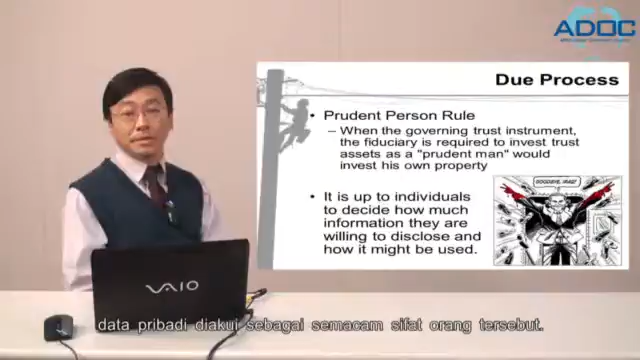 ADOC
Due Process
• Prudent Person Rule
– When the governing trust instrument,
the fiduciary is required to invest trust
assets as a "prudent man" would
invest his own property
• It is up to individuals
to decide how much
information they are
willing to disclose and
how it might be used.
GOODBYE, IRAQ!
VAIO
data pribadi diakui sebagai semacam sifat orang tersebut.